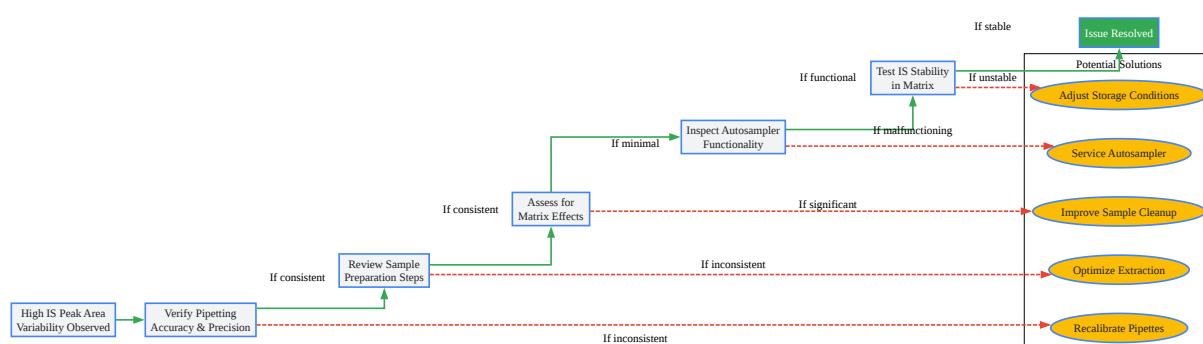 If stable
Issue Resolved
Potential Solutions
If functional
Test IS Stability
in Matrix
If unstable
Adjust Storage Conditions
Inspect Autosampler
Functionality
If malfunctioning
If minimal
Service Autosampler
Assess for
Matrix Effects
If consistent
If significant
Improve Sample Cleanup
Review Sample
Preparation Steps
If consistent
If inconsistent
Optimize Extraction
High IS Peak Area
Variability Observed
Verify Pipetting
Accuracy & Precision
If inconsistent
Recalibrate Pipettes